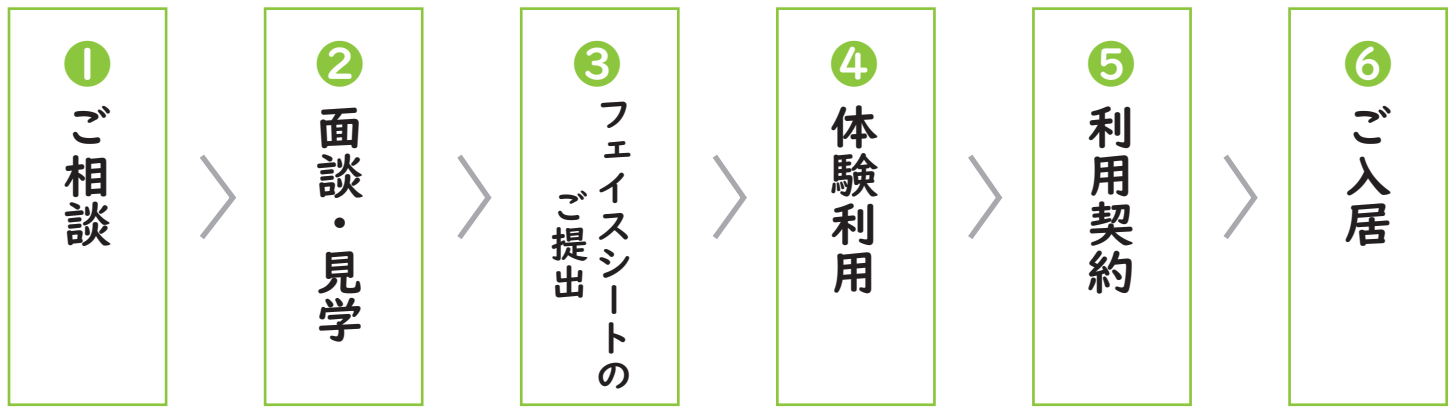 ❶
ご相談
❷
面談・見学
❸
フェイスシートの
ご提出
❹
体験利用
❺
利用契約
❻
ご入居